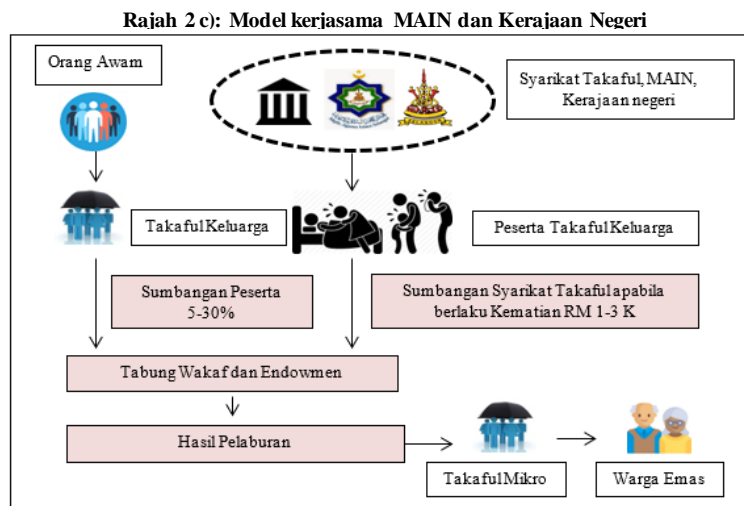 Rajah 2 c): Model kerjasama MAIN dan Kerajaan Negeri
Orang Awam
Syarikat Takaful, MAIN,
Kerajaan negeri
Takaful Keluarga
Peserta Takaful Keluarga
Sumbangan Peserta
5-30%
Sumbangan Syarikat Takaful apabila
berlaku Kematian RM 1-3 K
Tabung Wakaf dan Endowmen
Hasil Pelaburan
Takaful Mikro
Warga Emas